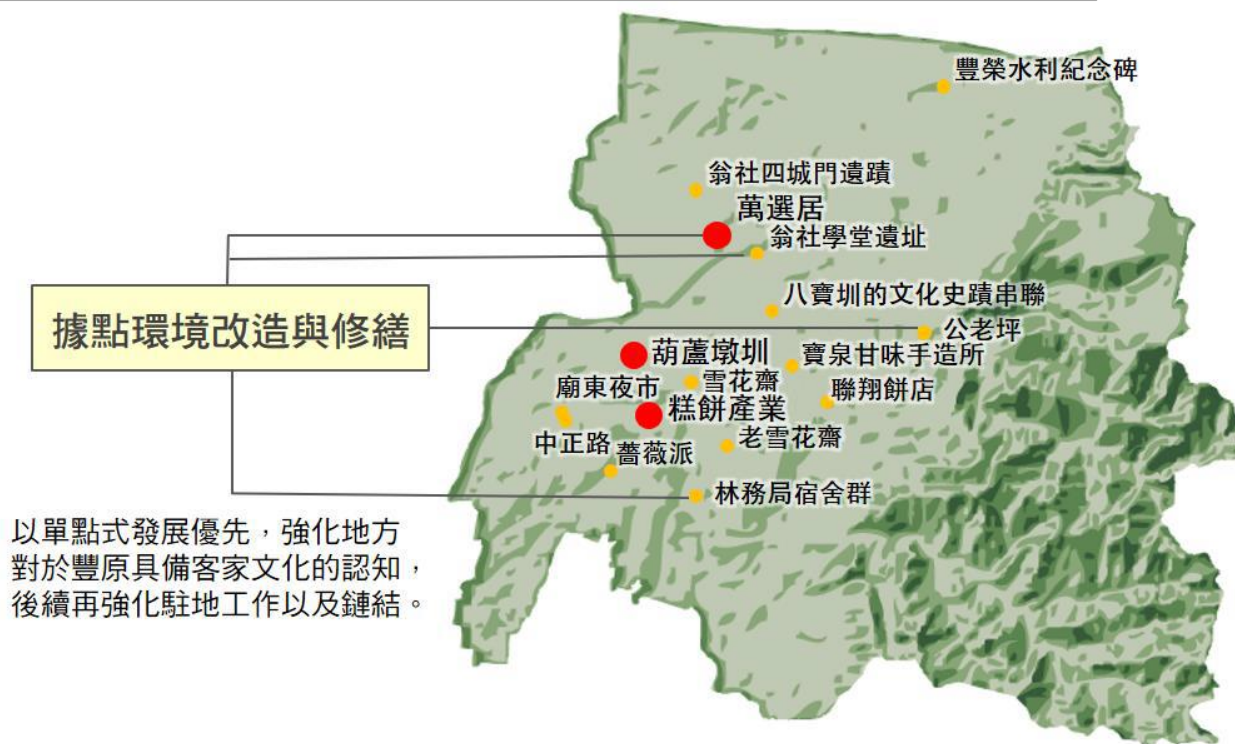 豐榮水利紀念碑
翁社四城門遺蹟
萬選居
翁社學堂遺址
八寶圳的文化史蹟串聯
據點環境改造與修繕
公老坪
葫蘆墩圳
寶泉甘味手造所
雪花齋
廟東夜市
聯翔餅店
糕餅產業
中正路
薔薇派
老雪花齋
林務局宿舍群
以單點式發展優先，強化地方
對於豐原具備客家文化的認知，
後續再強化駐地工作以及鏈結。